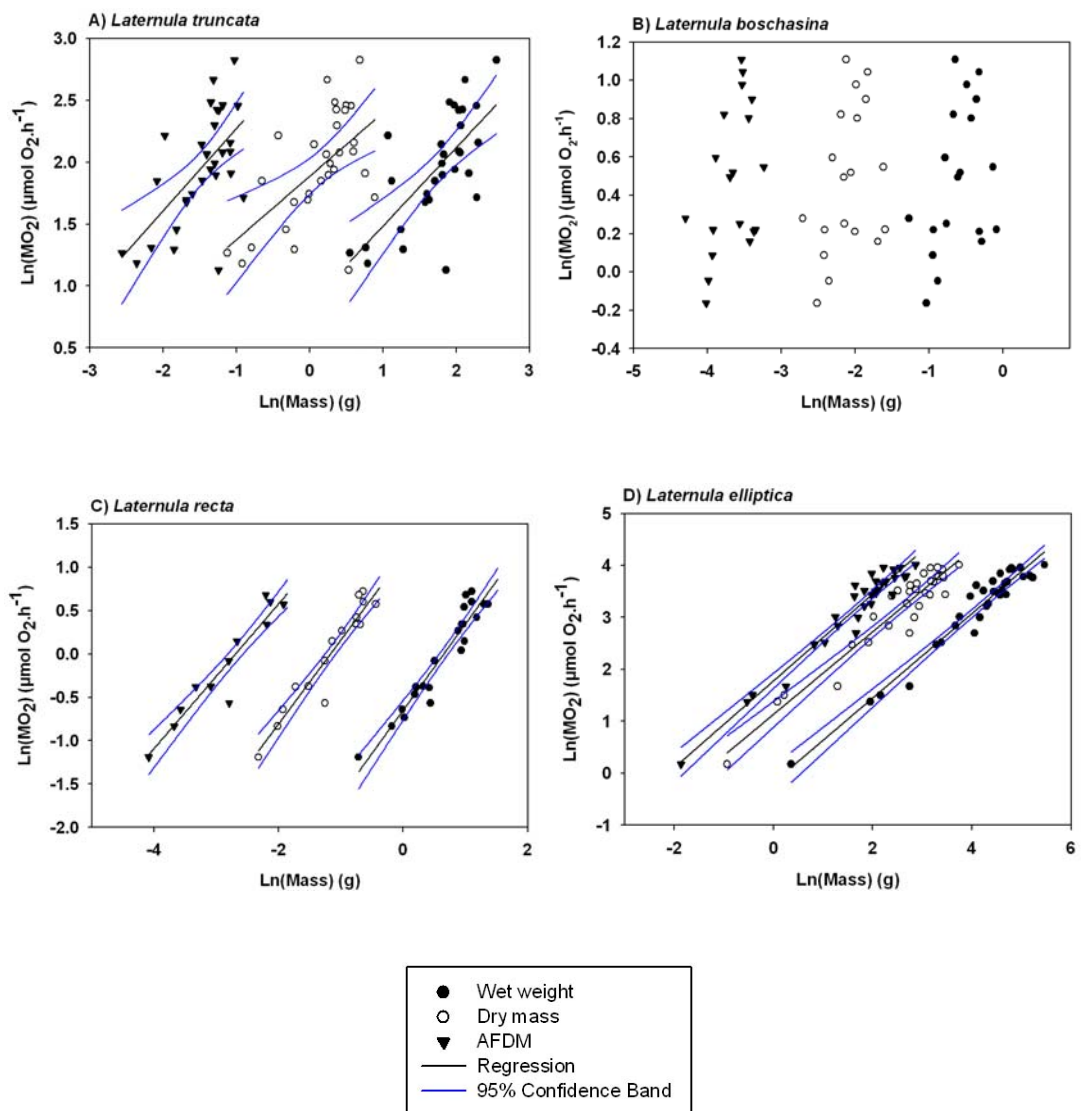 A) Laternula truncata
3.0
2.5
2.0
1.5
1.0
0.5
-3 -2 -1 0 1 2 3
Ln(MO2) (µmol O2.h-1)
Ln(Mass) (g)
B) Laternula boschasina
1.2
1.0
0.8
0.6
0.4
0.2
0.0
-0.2
-0.4
-5 -4 -3 -2 -1 0
Ln(MO2) (µmol O2.h-1)
Ln(Mass) (g)
C) Laternula recta
1.5
1.0
0.5
0.0
-0.5
-1.0
-1.5
-2.0
-4 -2 0 2
Ln(MO2) (µmol O2.h-1)
Ln(Mass) (g)
D) Laternula elliptica
5
4
3
2
1
0
-1
-2 0 2 4 6
Ln(MO2) (µmol O2.h-1)
Ln(Mass) (g)
Wet weight
Dry mass
AFDM
Regression
95% Confidence Band